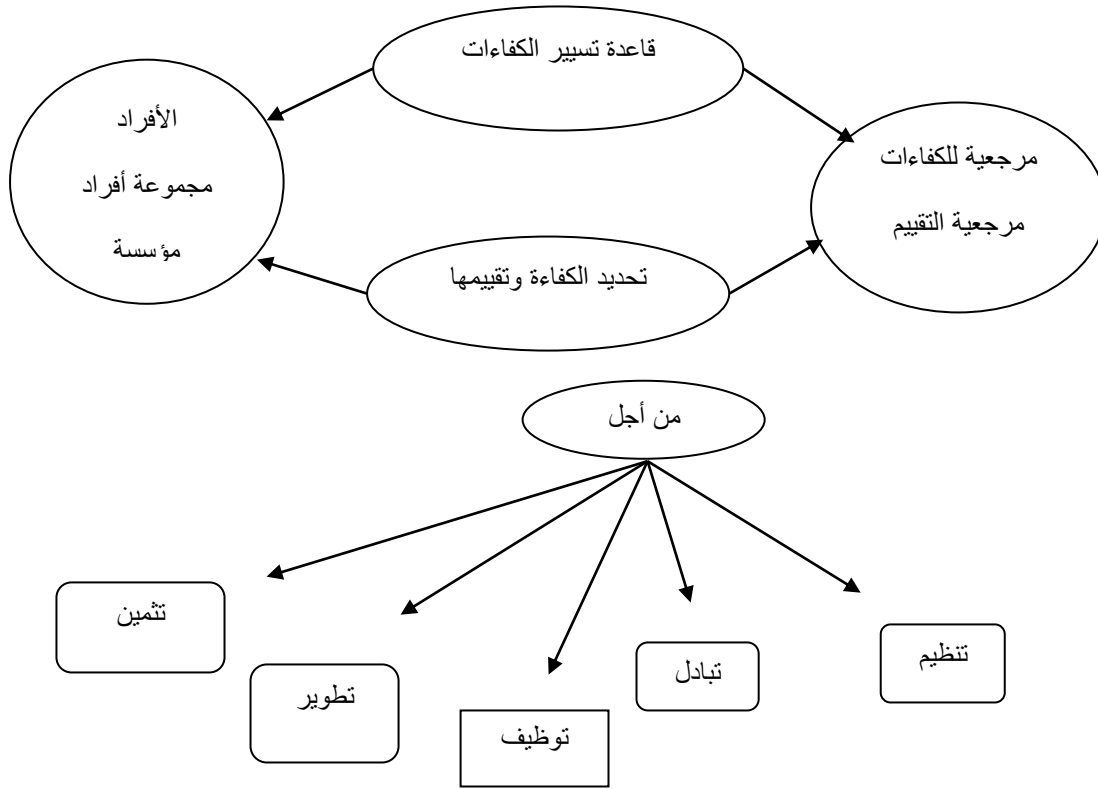 قاعدة تسيير الكفاءات
الأفراد
مجموعة أفراد
مؤسسة
مرجعية للكفاءات
مرجعية التقييم
تحديد الكفاءة وتقييمها
من أجل
تنظيم
تبادل
توظيف
تطوير
تثمين